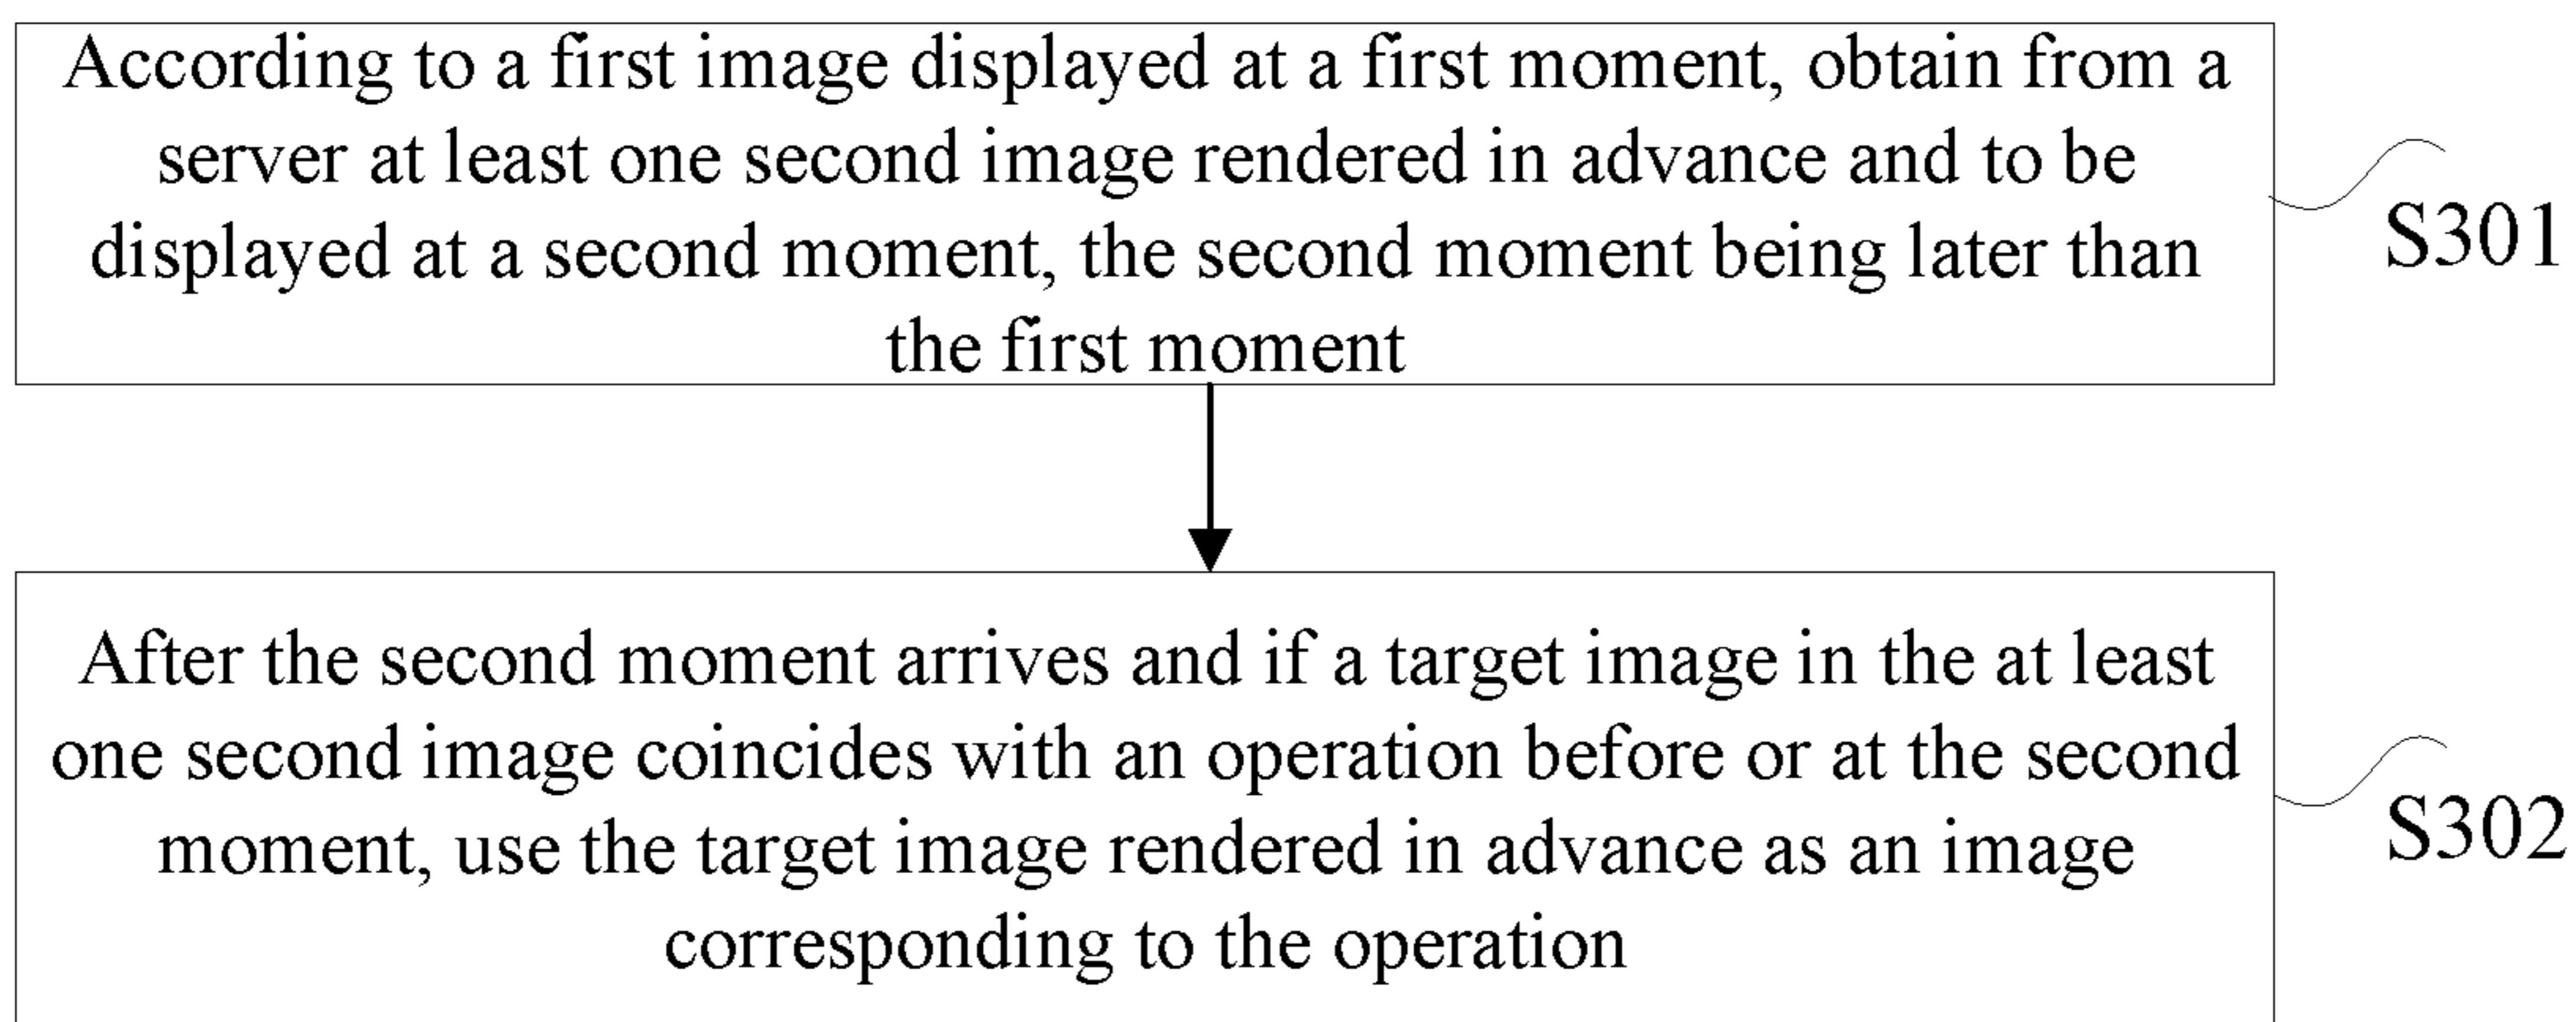 According to a first image displayed at a first moment, obtain from a
server at least one second image rendered in advance and to be
displayed at a second moment, the second moment being later than
the first moment
S301
After the second moment arrives and if a target image in the at least
one second image coincides with an operation before or at the second
moment, use the target image rendered in advance as an image
corresponding to the operation
S302